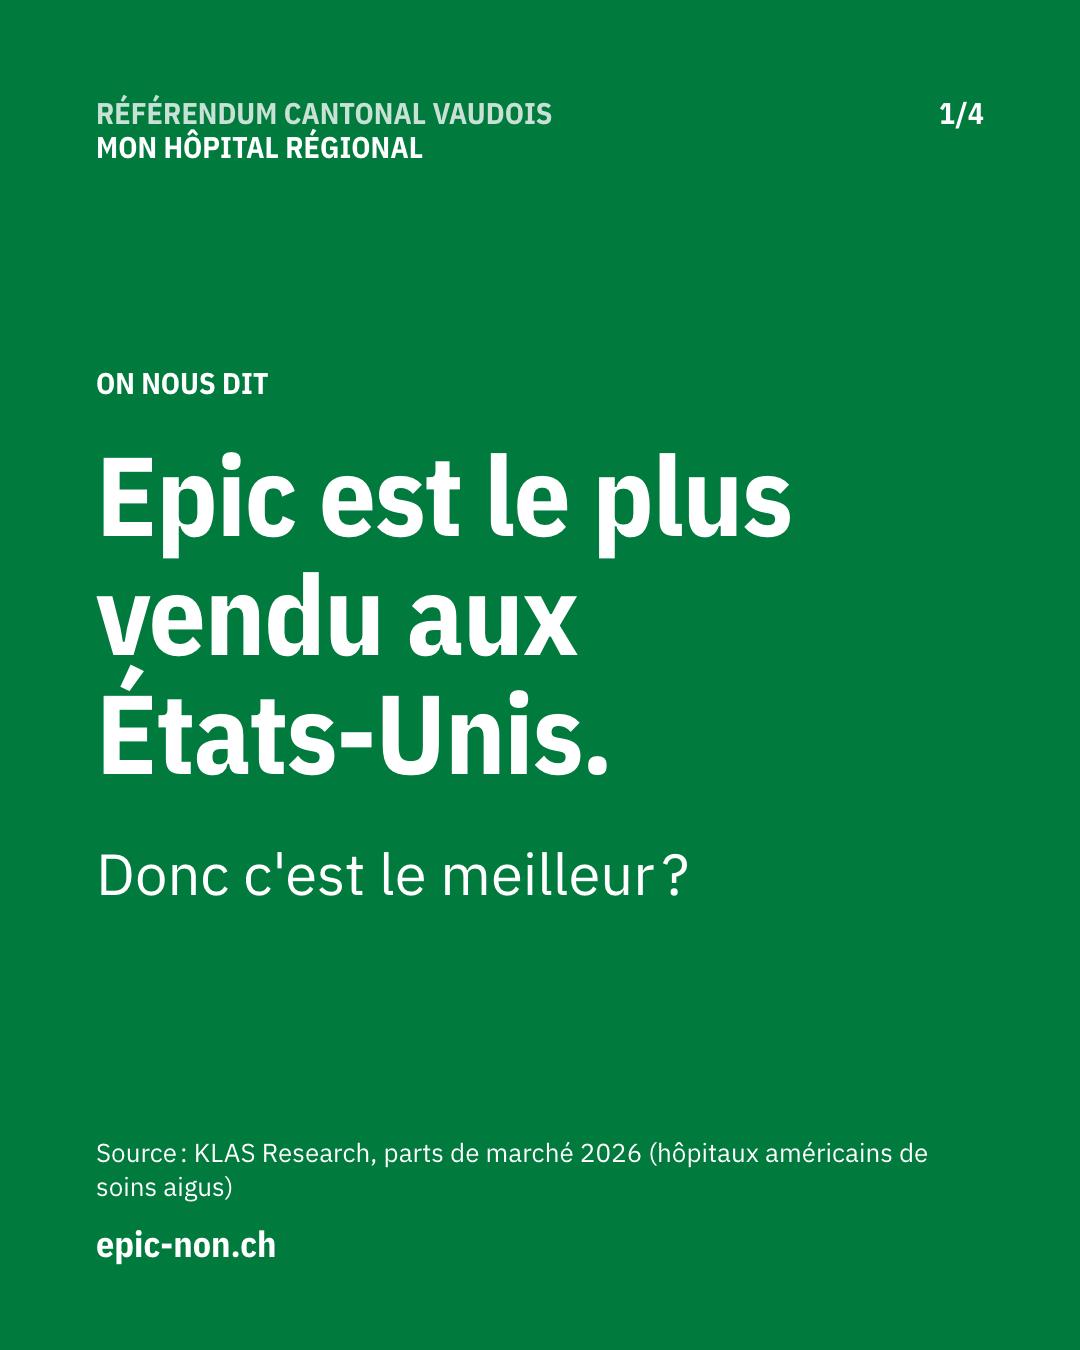 RÉFÉRENDUM CANTONAL VAUDOIS
MON HÔPITAL RÉGIONAL
1/4
ON NOUS DIT
Epic est le plus
vendu aux
États-Unis.
Donc c'est le meilleur ?
Source : KLAS Research, parts de marché 2026 (hôpitaux américains de
soins aigus)
epic-non.ch